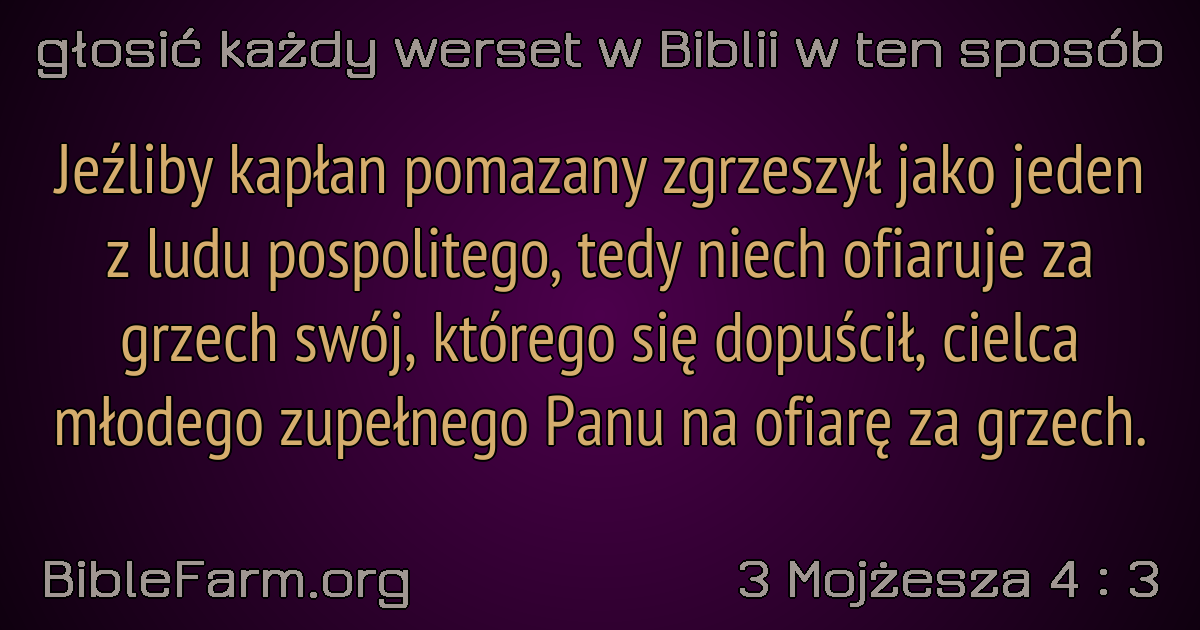 głosić każdy werset w Biblii w ten sposób
Jeźliby kapłan pomazany zgrzeszył jako jeden
z ludu pospolitego, tedy niech ofiaruje za
grzech swój, którego się dopuścił, cielca
młodego zupełnego Panu na ofiarę za grzech.
BibleFarm.org
3 Mojżesza 4 : 3